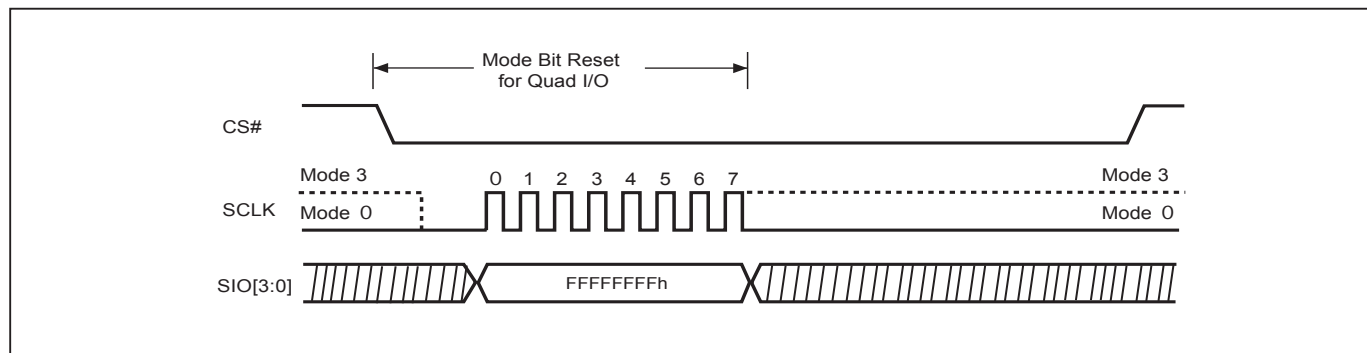 Mode Bit Reset
for Quad I/O
CS#
Mode 3 0 1 2 3 4 5 6 7 Mode 3
SCLK
Mode 0 Mode 0
SIO[3:0] FFFFFFFFh